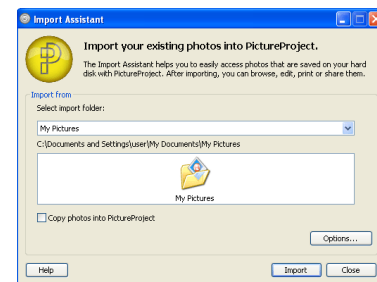 Import Assistant
Import your existing photos into PictureProject.
The Import Assistant helps you to easily access photos that are saved on your hard
disk with PictureProject. After importing, you can browse, edit, print or share them.
Import from
Select import folder:
My Pictures
C:\Documents and Settings\user\My Documents\My Pictures
My Pictures
Copy photos into PictureProject
Options...
Help
Import
Close